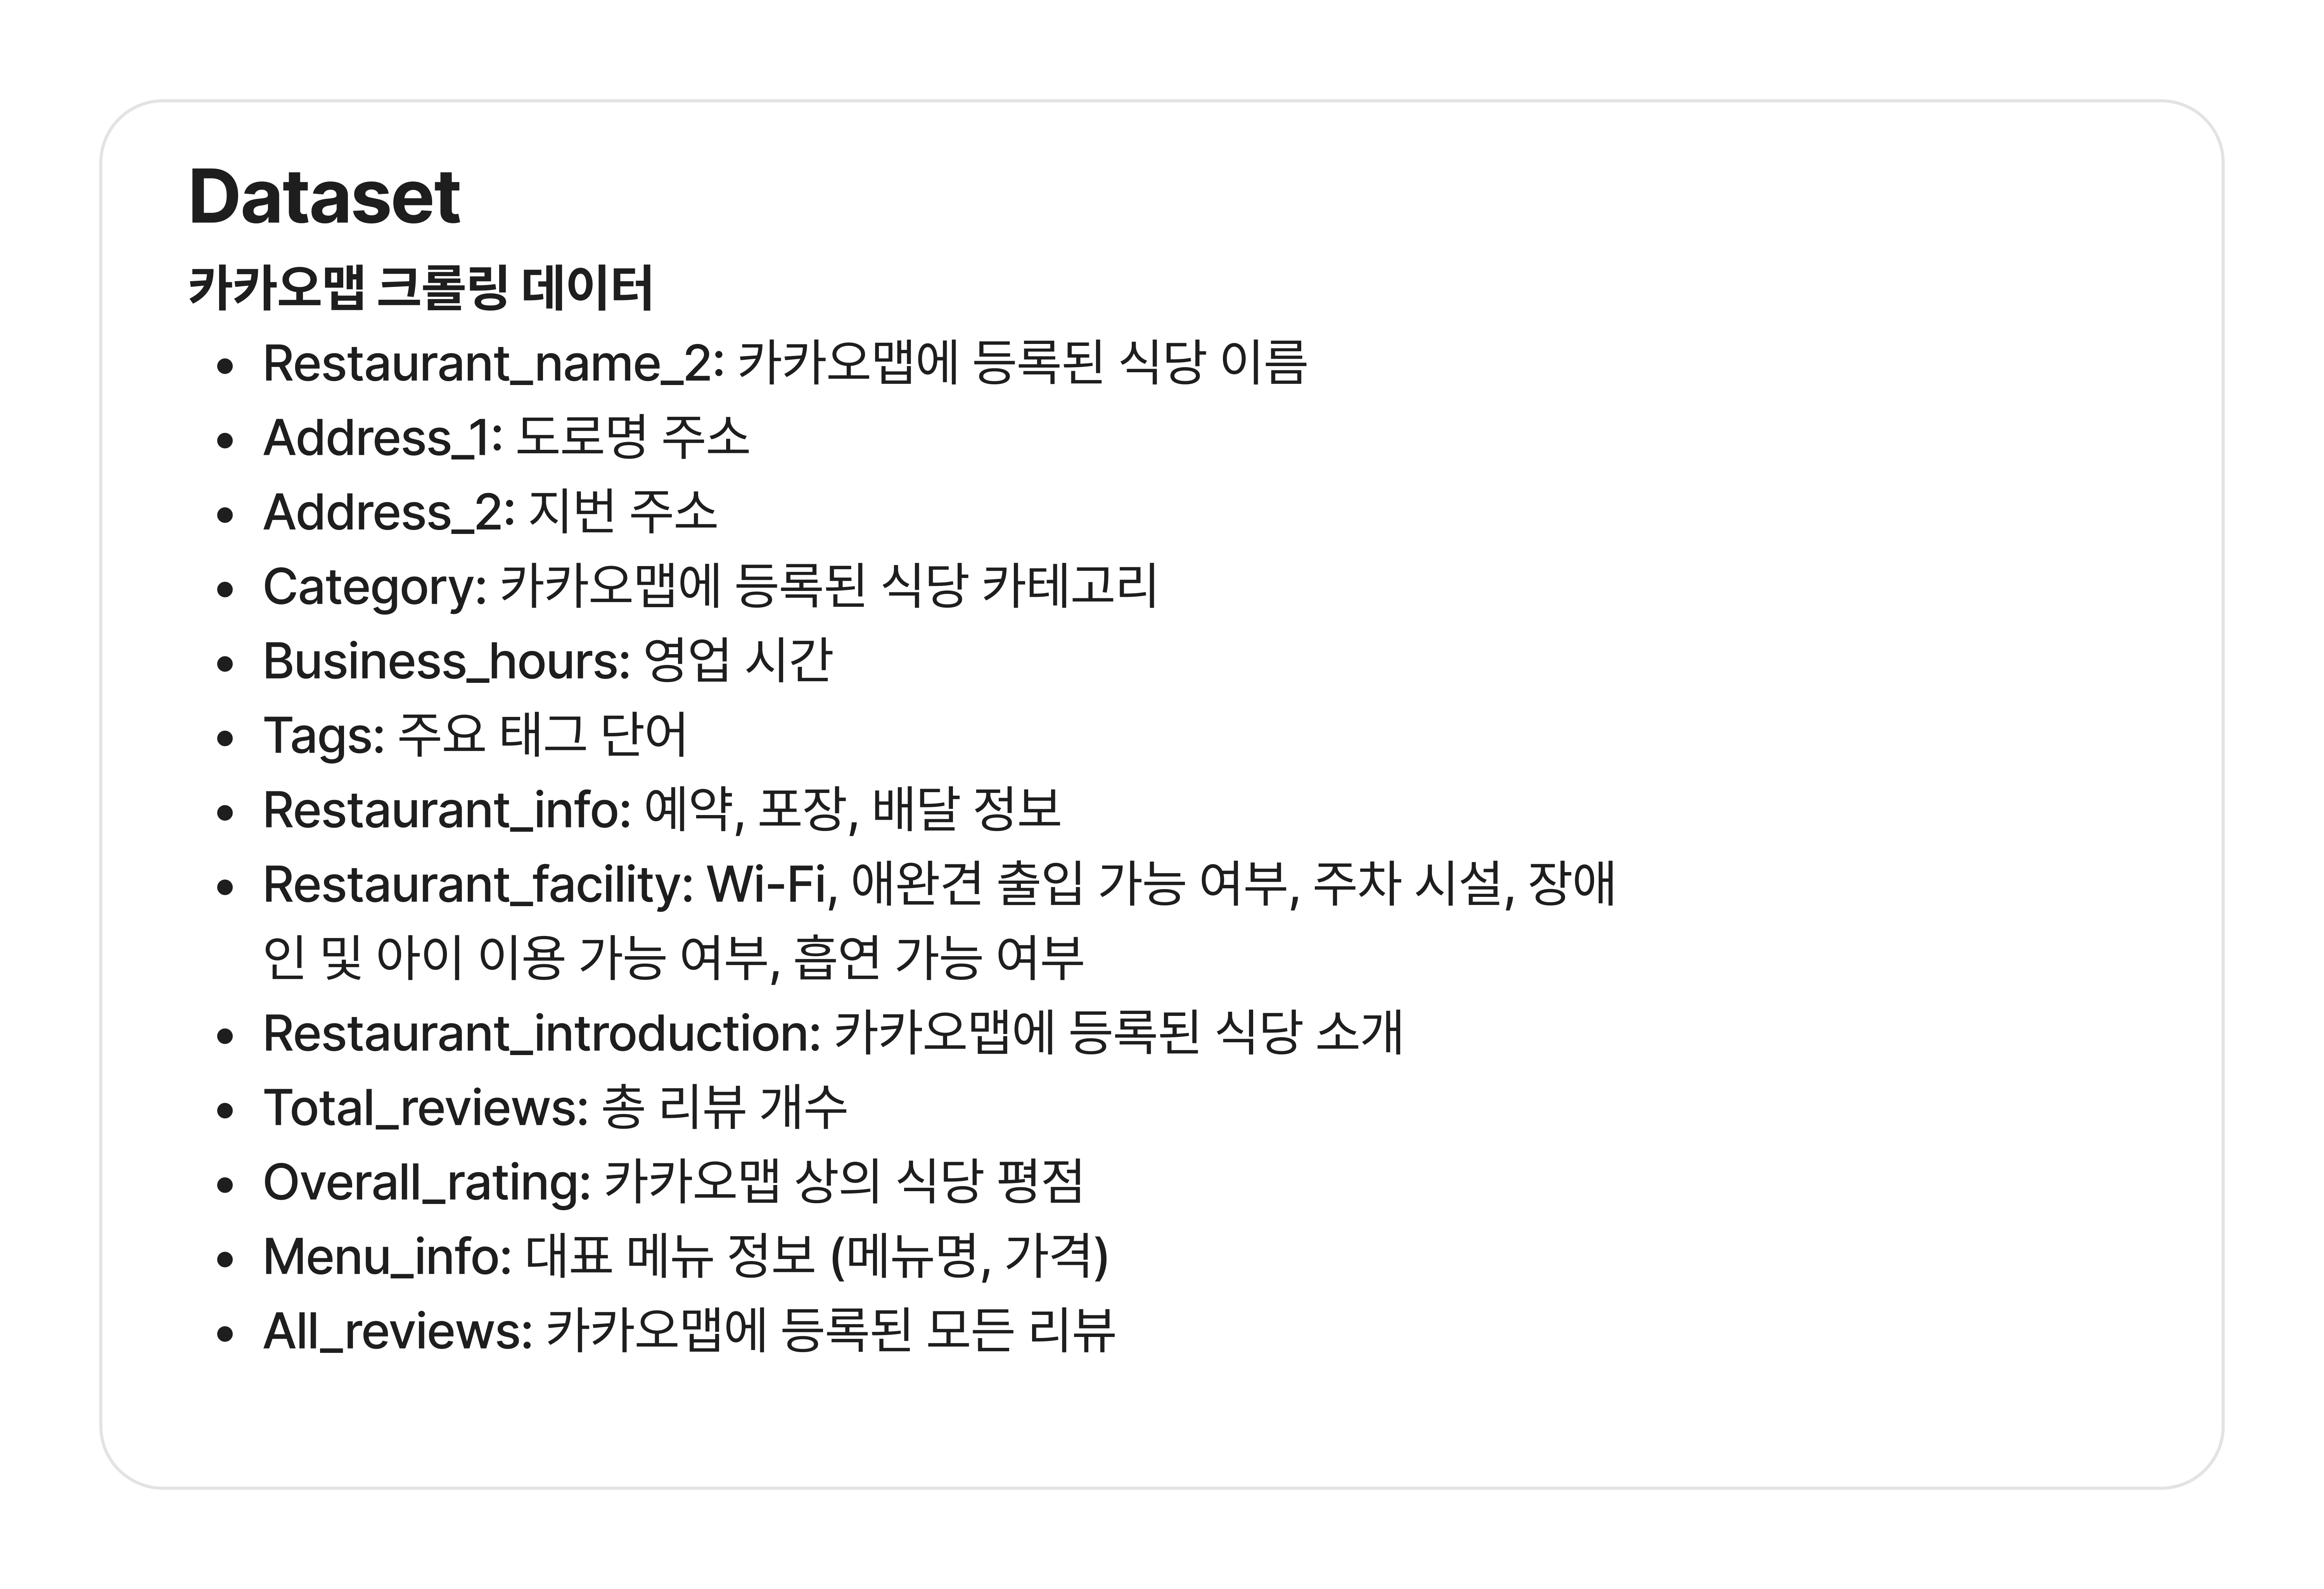 Dataset
카카오맵 크롤링 데이터
• Restaurant_name_2: 카카오맵에 등록된 식당 이름
• Address_1: 도로명 주소
• Address_2: 지번 주소
• Category: 카카오맵에 등록된 식당 카테고리
• Business_hours: 영업 시간
• Tags: 주요 태그 단어
• Restaurant_info: 예약, 포장, 배달 정보
• Restaurant_facility: Wi-Fi, 애완견 출입 가능 여부, 주차 시설, 장애
인 및 아이 이용 가능 여부, 흡연 가능 여부
• Restaurant_introduction: 카카오맵에 등록된 식당 소개
• Total_reviews: 총 리뷰 개수
• Overall_rating: 카카오맵 상의 식당 평점
• Menu_info: 대표 메뉴 정보 (메뉴명, 가격)
• All_reviews: 카카오맵에 등록된 모든 리뷰